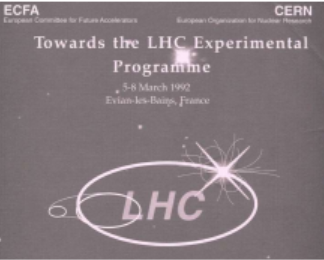 ECFA CERN
European Committee for Future Accelerators European Organization for Nuclear Research
Towards the LHC Experimental
Programme
5-8 March 1992
Evian-les-Bains, France
LHC